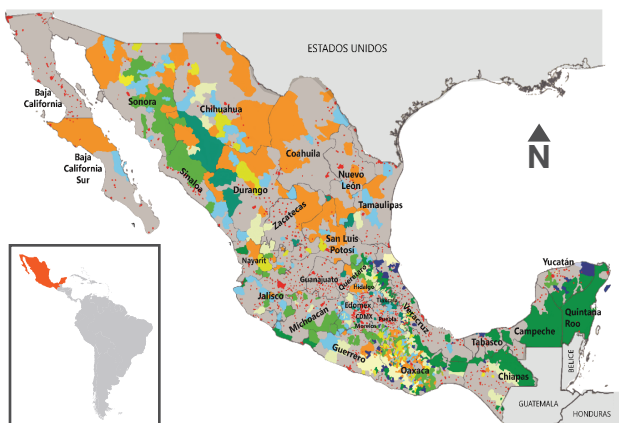 ESTADOS UNIDOS
Baja
California
Sonora
Chihuahua
Coahuila
Baja
California
Sur
Sinaloa
Durango
Nuevo
León
Zacatecas
Tamaulipas
San Luis
Potosí
Nayarit
Guanajuato
Querétaro
Hidalgo
Jalisco
Michoacán
Edomex
CDMX
Morelos
Tlaxcala
Puebla
Veracruz
Guerrero
Oaxaca
Tabasco
Chiapas
Campeche
Yucatán
Quintana
Roo
BELICE
GUATEMALA
HONDURAS
N